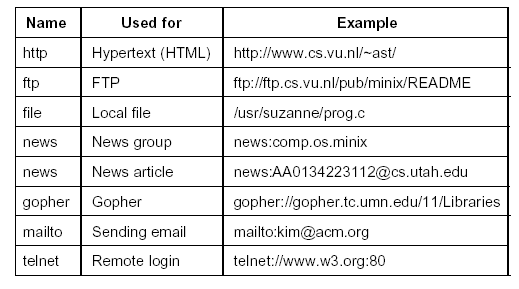 Name Used for Example
http Hypertext (HTML) http://www.cs.vu.nl/~ast/
ftp FTP ftp://ftp.cs.vu.nl/pub/minix/README
file Local file /usr/suzanne/prog.c
news News group news:comp.os.minix
news News article news:AA0134223112@cs.utah.edu
gopher Gopher gopher://gopher.tc.umn.edu/11/Libraries
mailto Sending email mailto:kim@acm.org
telnet Remote login telnet://www.w3.org:80